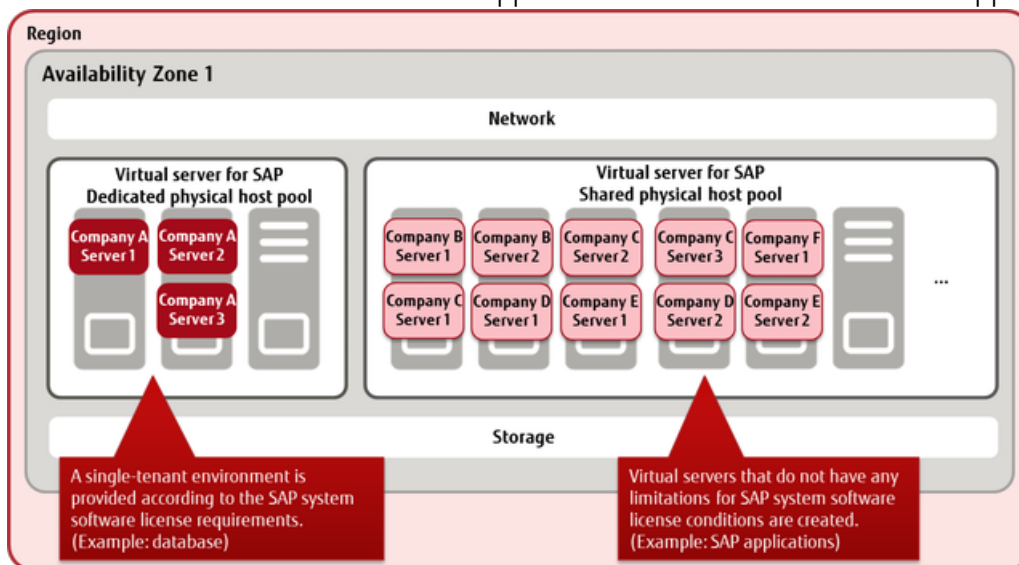 Region
Availability Zone 1
Network
Virtual server for SAP
Dedicated physical host pool
Company A
Server 1
Company A
Server 2
Company A
Server 3
Virtual server for SAP
Shared physical host pool
Company B
Server 1
Company B
Server 2
Company C
Server 2
Company C
Server 3
Company F
Server 1
Company C
Server 1
Company D
Server 1
Company E
Server 1
Company D
Server 2
Company E
Server 2
...
Storage
A single-tenant environment is
provided according to the SAP system
software license requirements.
(Example: database)
Virtual servers that do not have any
limitations for SAP system software
license conditions are created.
(Example: SAP applications)